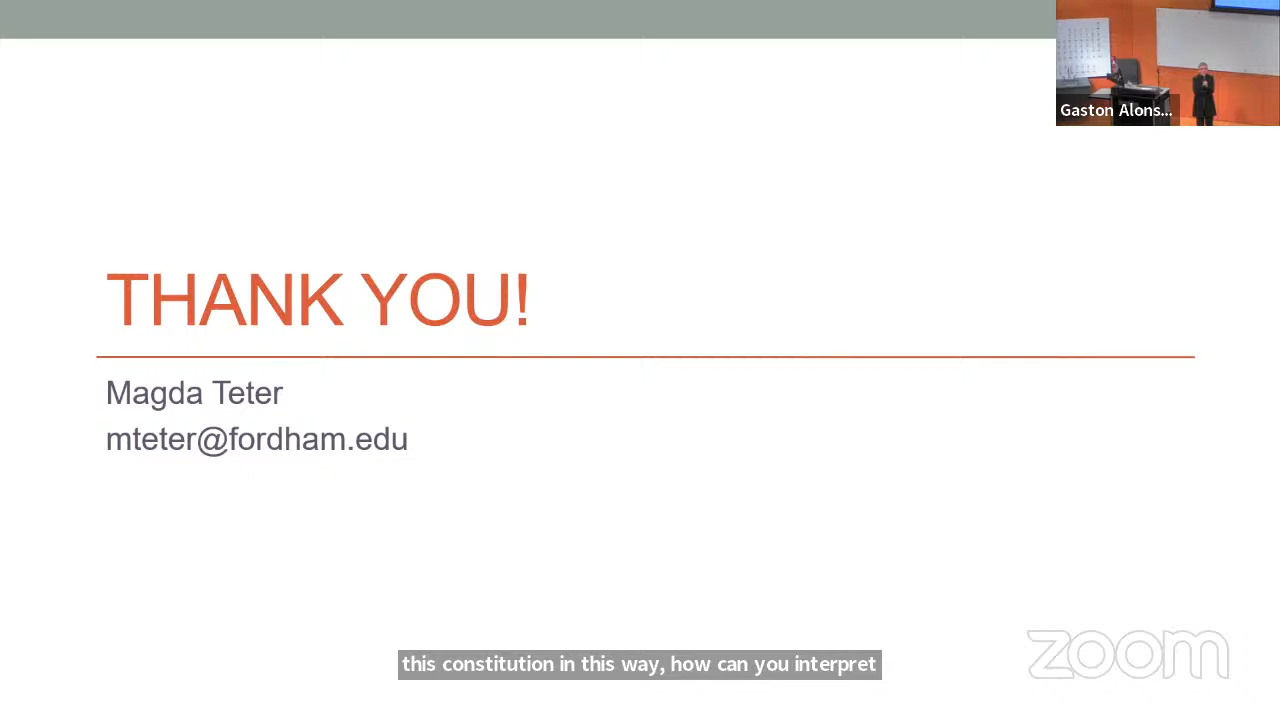 Gaston Alons...
THANK YOU!
Magda Teter
mteter@fordham.edu
this constitution in this way, how can you interpret
zoom